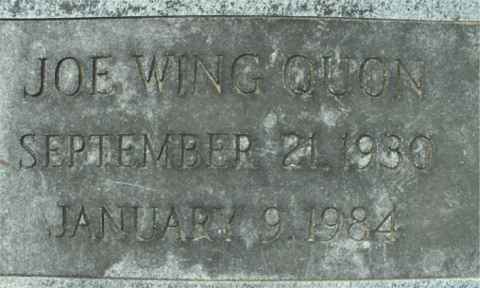 JOE WING QUON
SEPTEMBER 21, 1930
JANUARY 9, 1984